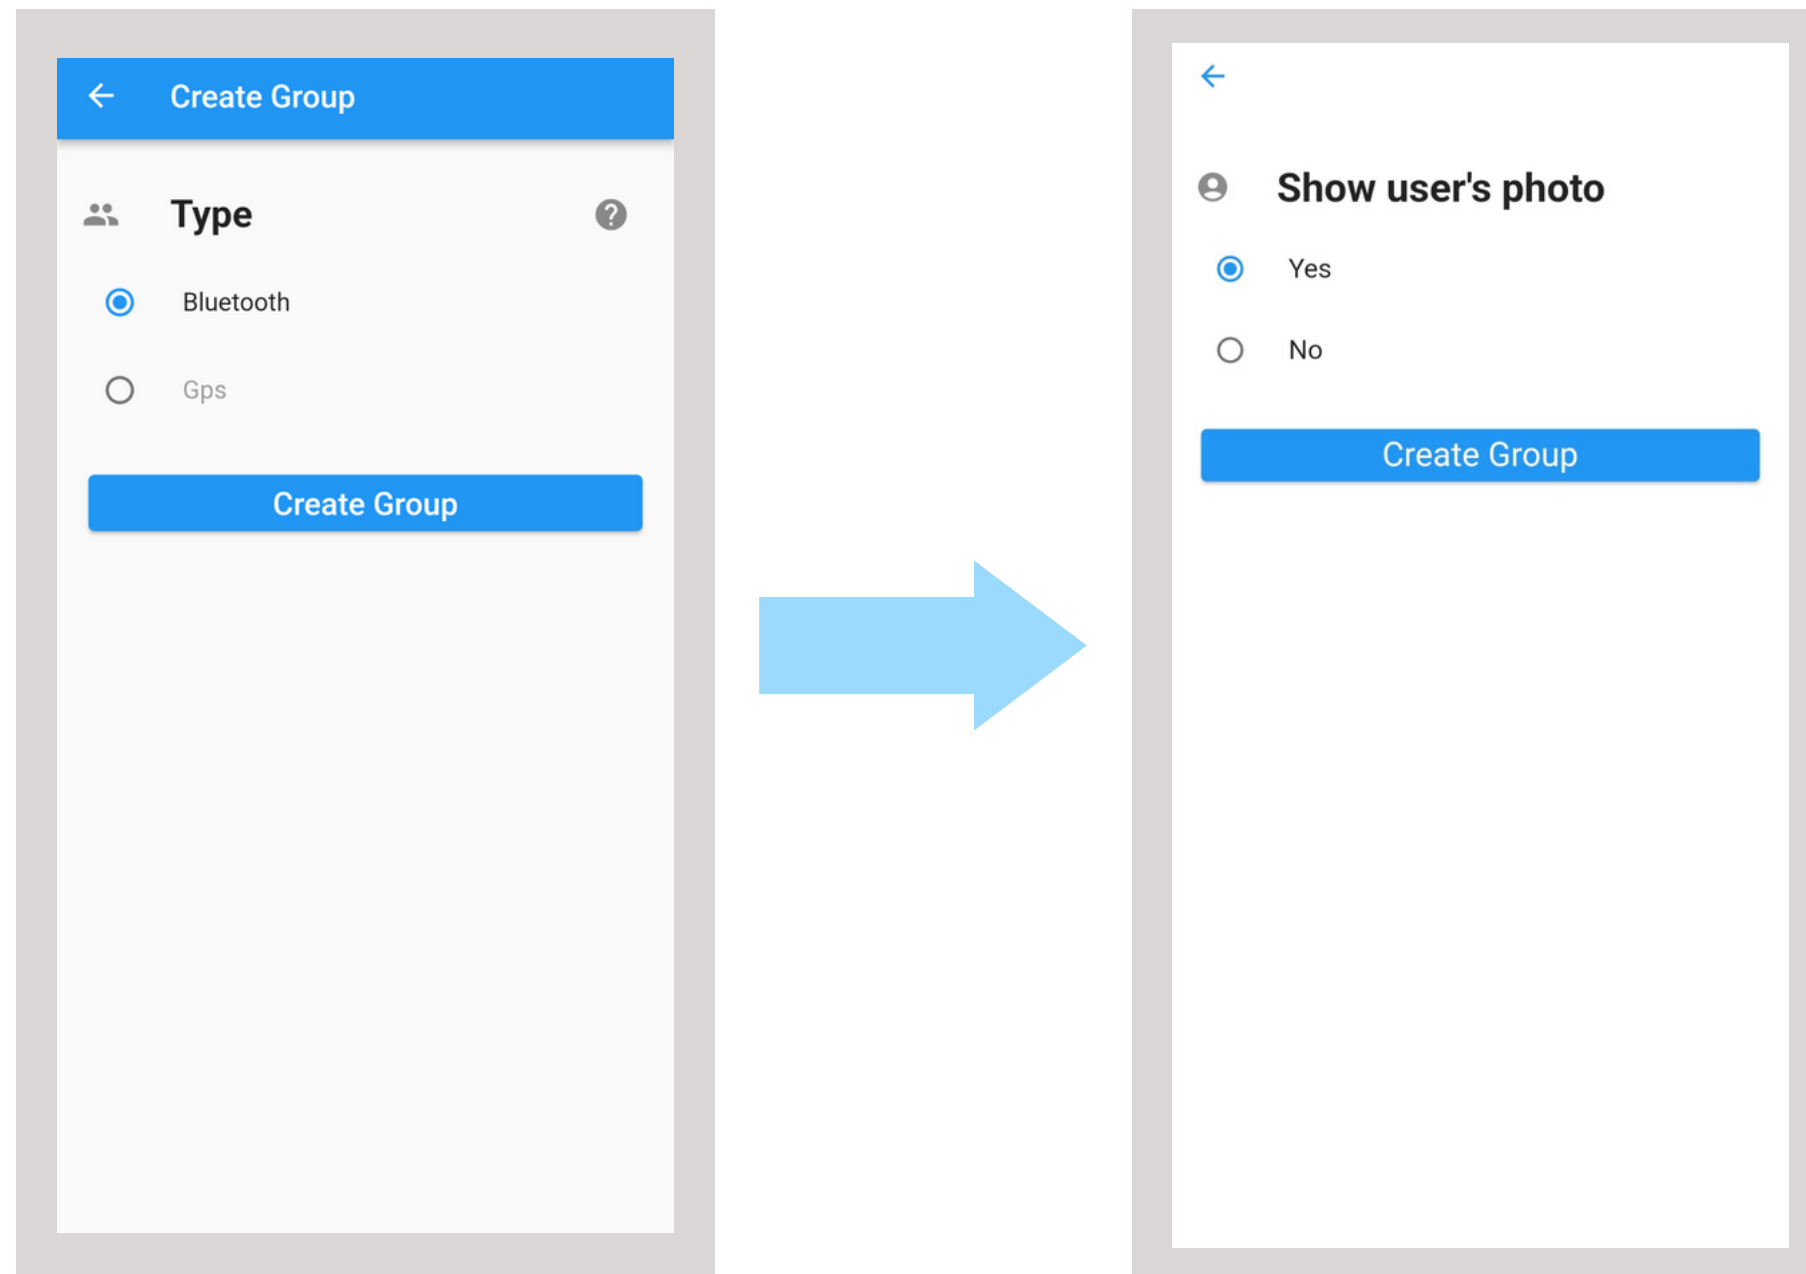 Create Group
Type
Bluetooth
Gps
Create Group
Show user's photo
Yes
No
Create Group